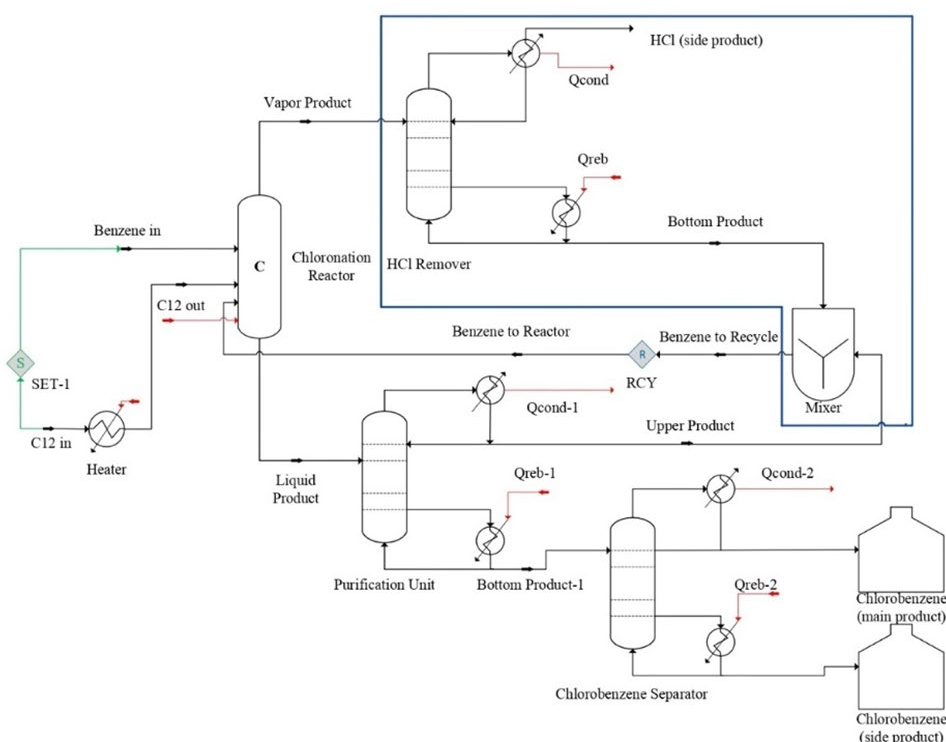 HCl (side product)
Qcond
Vapor Product
Qreb
Bottom Product
Benzene in
C
Chloronation
Reactor
HCl Remover
C12 out
Benzene to Reactor
Benzene to Recycle
S
SET-1
R
RCY
Mixer
C12 in
Heater
Qcond-1
Upper Product
Liquid
Product
Qreb-1
Qcond-2
Purification Unit
Bottom Product-1
Qreb-2
Chlorobenzene
(main product)
Chlorobenzene Separator
Chlorobenzene
(side product)